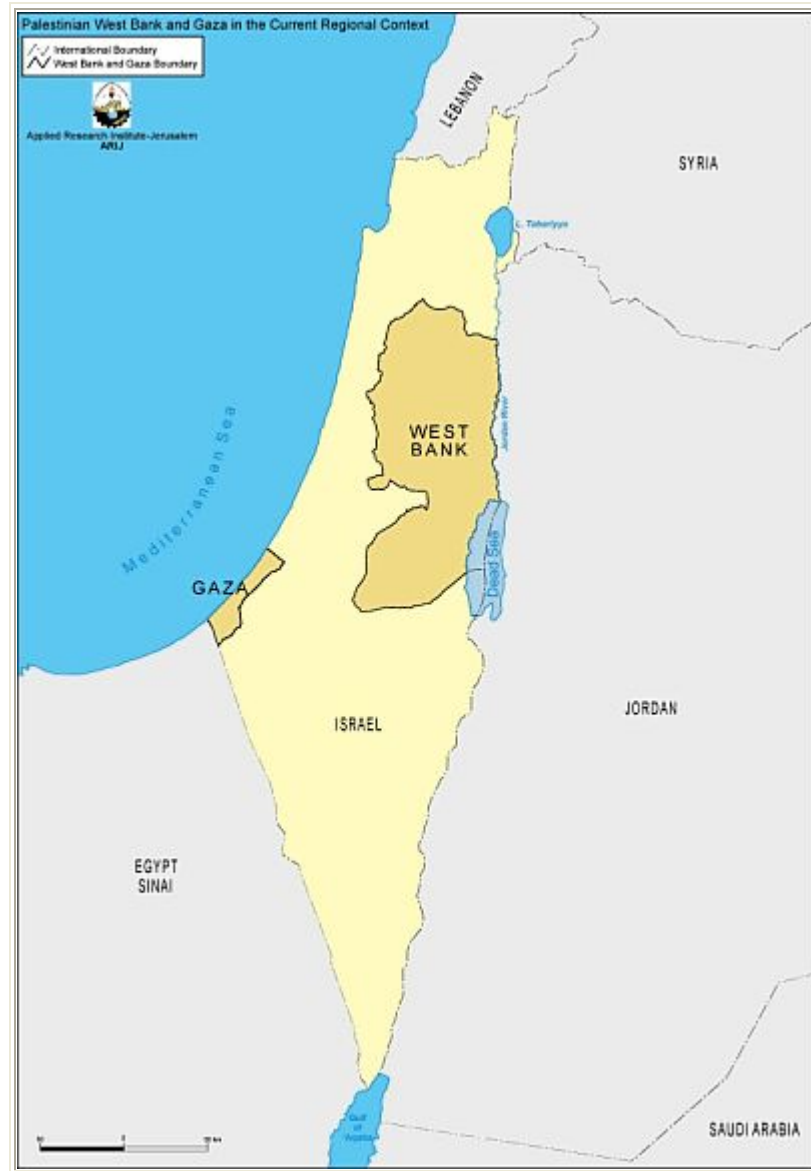 Palestinian West Bank and Gaza in the Current Regional Context
International Boundary
West Bank and Gaza Boundary
Applied Research Institute-Jerusalem
ARIJ
LEBANON
SYRIA
L. Tabariyya
WEST
BANK
Jordan River
Mediterranean Sea
Dead Sea
GAZA
ISRAEL
JORDAN
EGYPT
SINAI
Gulf
of
SAUDI ARABIA
0